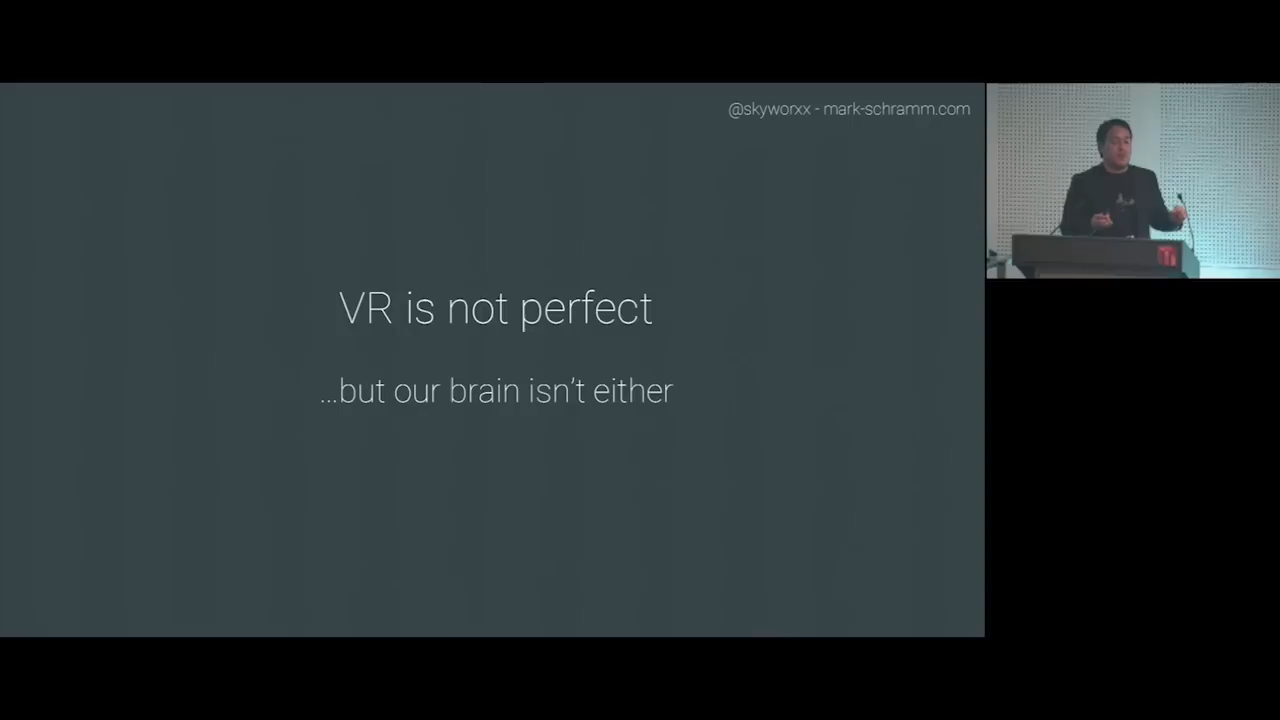 @skyworxx - mark-schramm.com
VR is not perfect
...but our brain isn't either